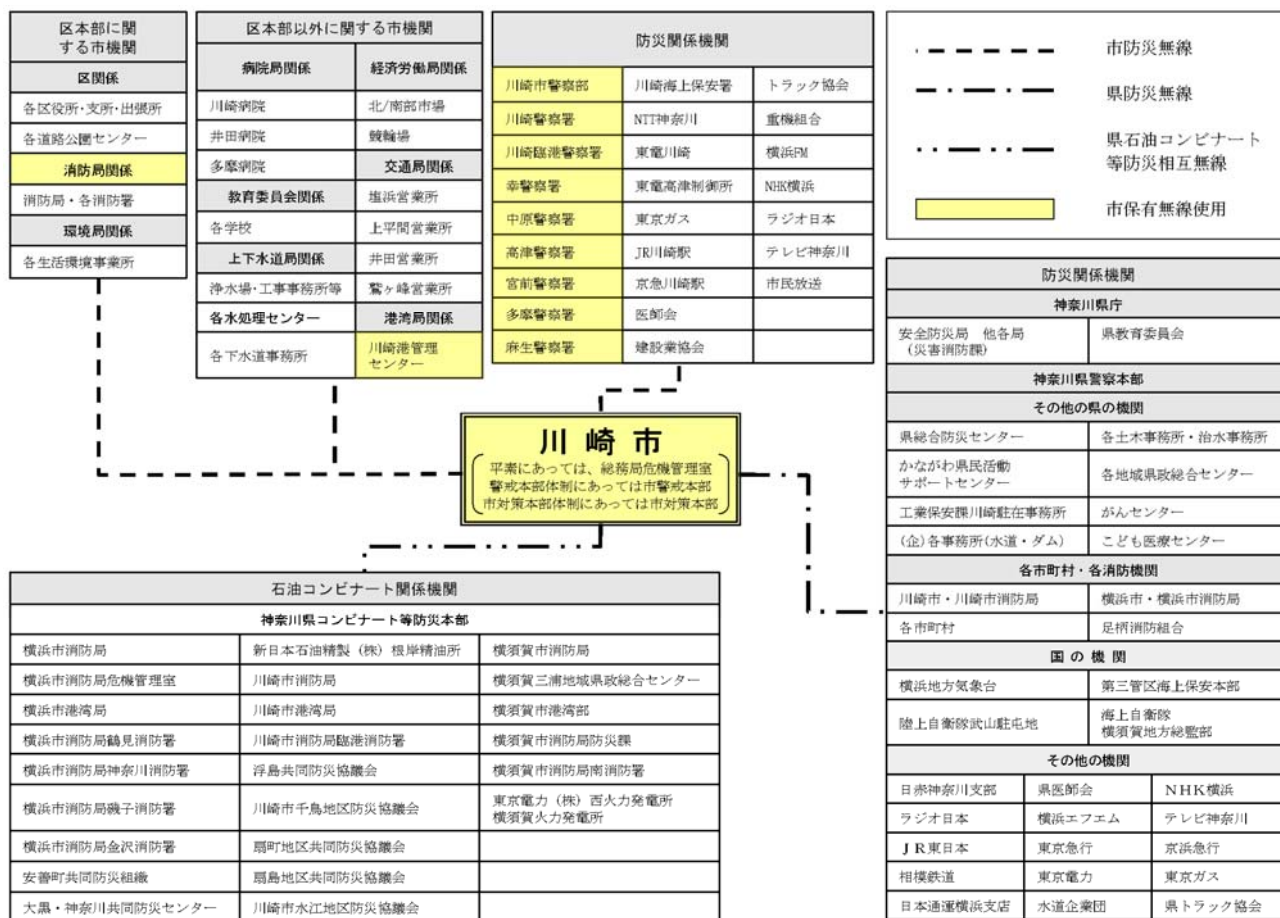 区本部に関
する市機関
区関係
各区役所・支所・出張所
各道路公園センター
消防局関係
消防局・各消防署
環境局関係
各生活環境事業所
区本部以外に関する市機関
病院局関係
経済労働局関係
川崎病院
北/南部市場
井田病院
競輪場
多摩病院
交通局関係
教育委員会関係
塩浜営業所
各学校
上平間営業所
上下水道局関係
井田営業所
浄水場・工事事務所等
鷲ヶ峰営業所
各水処理センター
港湾局関係
各下水道事務所
川崎港管理
センター
防災関係機関
川崎市警察部
川崎海上保安署
トラック協会
川崎警察署
NTT神奈川
重機組合
川崎臨港警察署
東電川崎
横浜FM
幸警察署
東電高津制御所
NHK横浜
中原警察署
東京ガス
ラジオ日本
高津警察署
JR川崎駅
テレビ神奈川
宮前警察署
京急川崎駅
市民放送
多摩警察署
医師会
麻生警察署
建設業協会
市防災無線
県防災無線
県石油コンビナート
等防災相互無線
市保有無線使用
川崎市
平素にあっては、総務局危機管理室
警戒本部体制にあっては市警戒本部
市対策本部体制にあっては市対策本部
防災関係機関
神奈川県庁
安全防災局 他各局
(災害消防課)
県教育委員会
神奈川県警察本部
その他の県の機関
県総合防災センター
各土木事務所・治水事務所
かながわ県民活動
サポートセンター
各地域県政総合センター
工業保安課川崎駐在事務所
がんセンター
(企)各事務所(水道・ダム)
こども医療センター
各市町村・各消防機関
川崎市・川崎市消防局
横浜市・横浜市消防局
各市町村
足柄消防組合
国の機関
横浜地方気象台
第三管区海上保安本部
陸上自衛隊武山駐屯地
海上自衛隊
横須賀地方総監部
その他の機関
日赤神奈川支部
県医師会
NHK横浜
ラジオ日本
横浜エフエム
テレビ神奈川
JR東日本
東京急行
京浜急行
相模鉄道
東京電力
東京ガス
日本通運横浜支店
水道企業団
県トラック協会
石油コンビナート関係機関
神奈川県コンビナート等防災本部
横浜市消防局
新日本石油精製(株)根岸精油所
横須賀市消防局
横浜市消防局危機管理室
川崎市消防局
横須賀三浦地域県政総合センター
横浜市港湾局
川崎市港湾局
横須賀市港湾部
横浜市消防局鶴見消防署
川崎市消防局臨港消防署
横須賀市消防局防災課
横浜市消防局神奈川消防署
浮島共同防災協議会
横須賀市消防局南消防署
横浜市消防局磯子消防署
川崎市千鳥地区防災協議会
東京電力(株)西火力発電所
横須賀火力発電所
横浜市消防局金沢消防署
扇町地区共同防災協議会
安善町共同防災組織
扇島地区共同防災協議会
大黒・神奈川共同防災センター
川崎市水江地区防災協議会